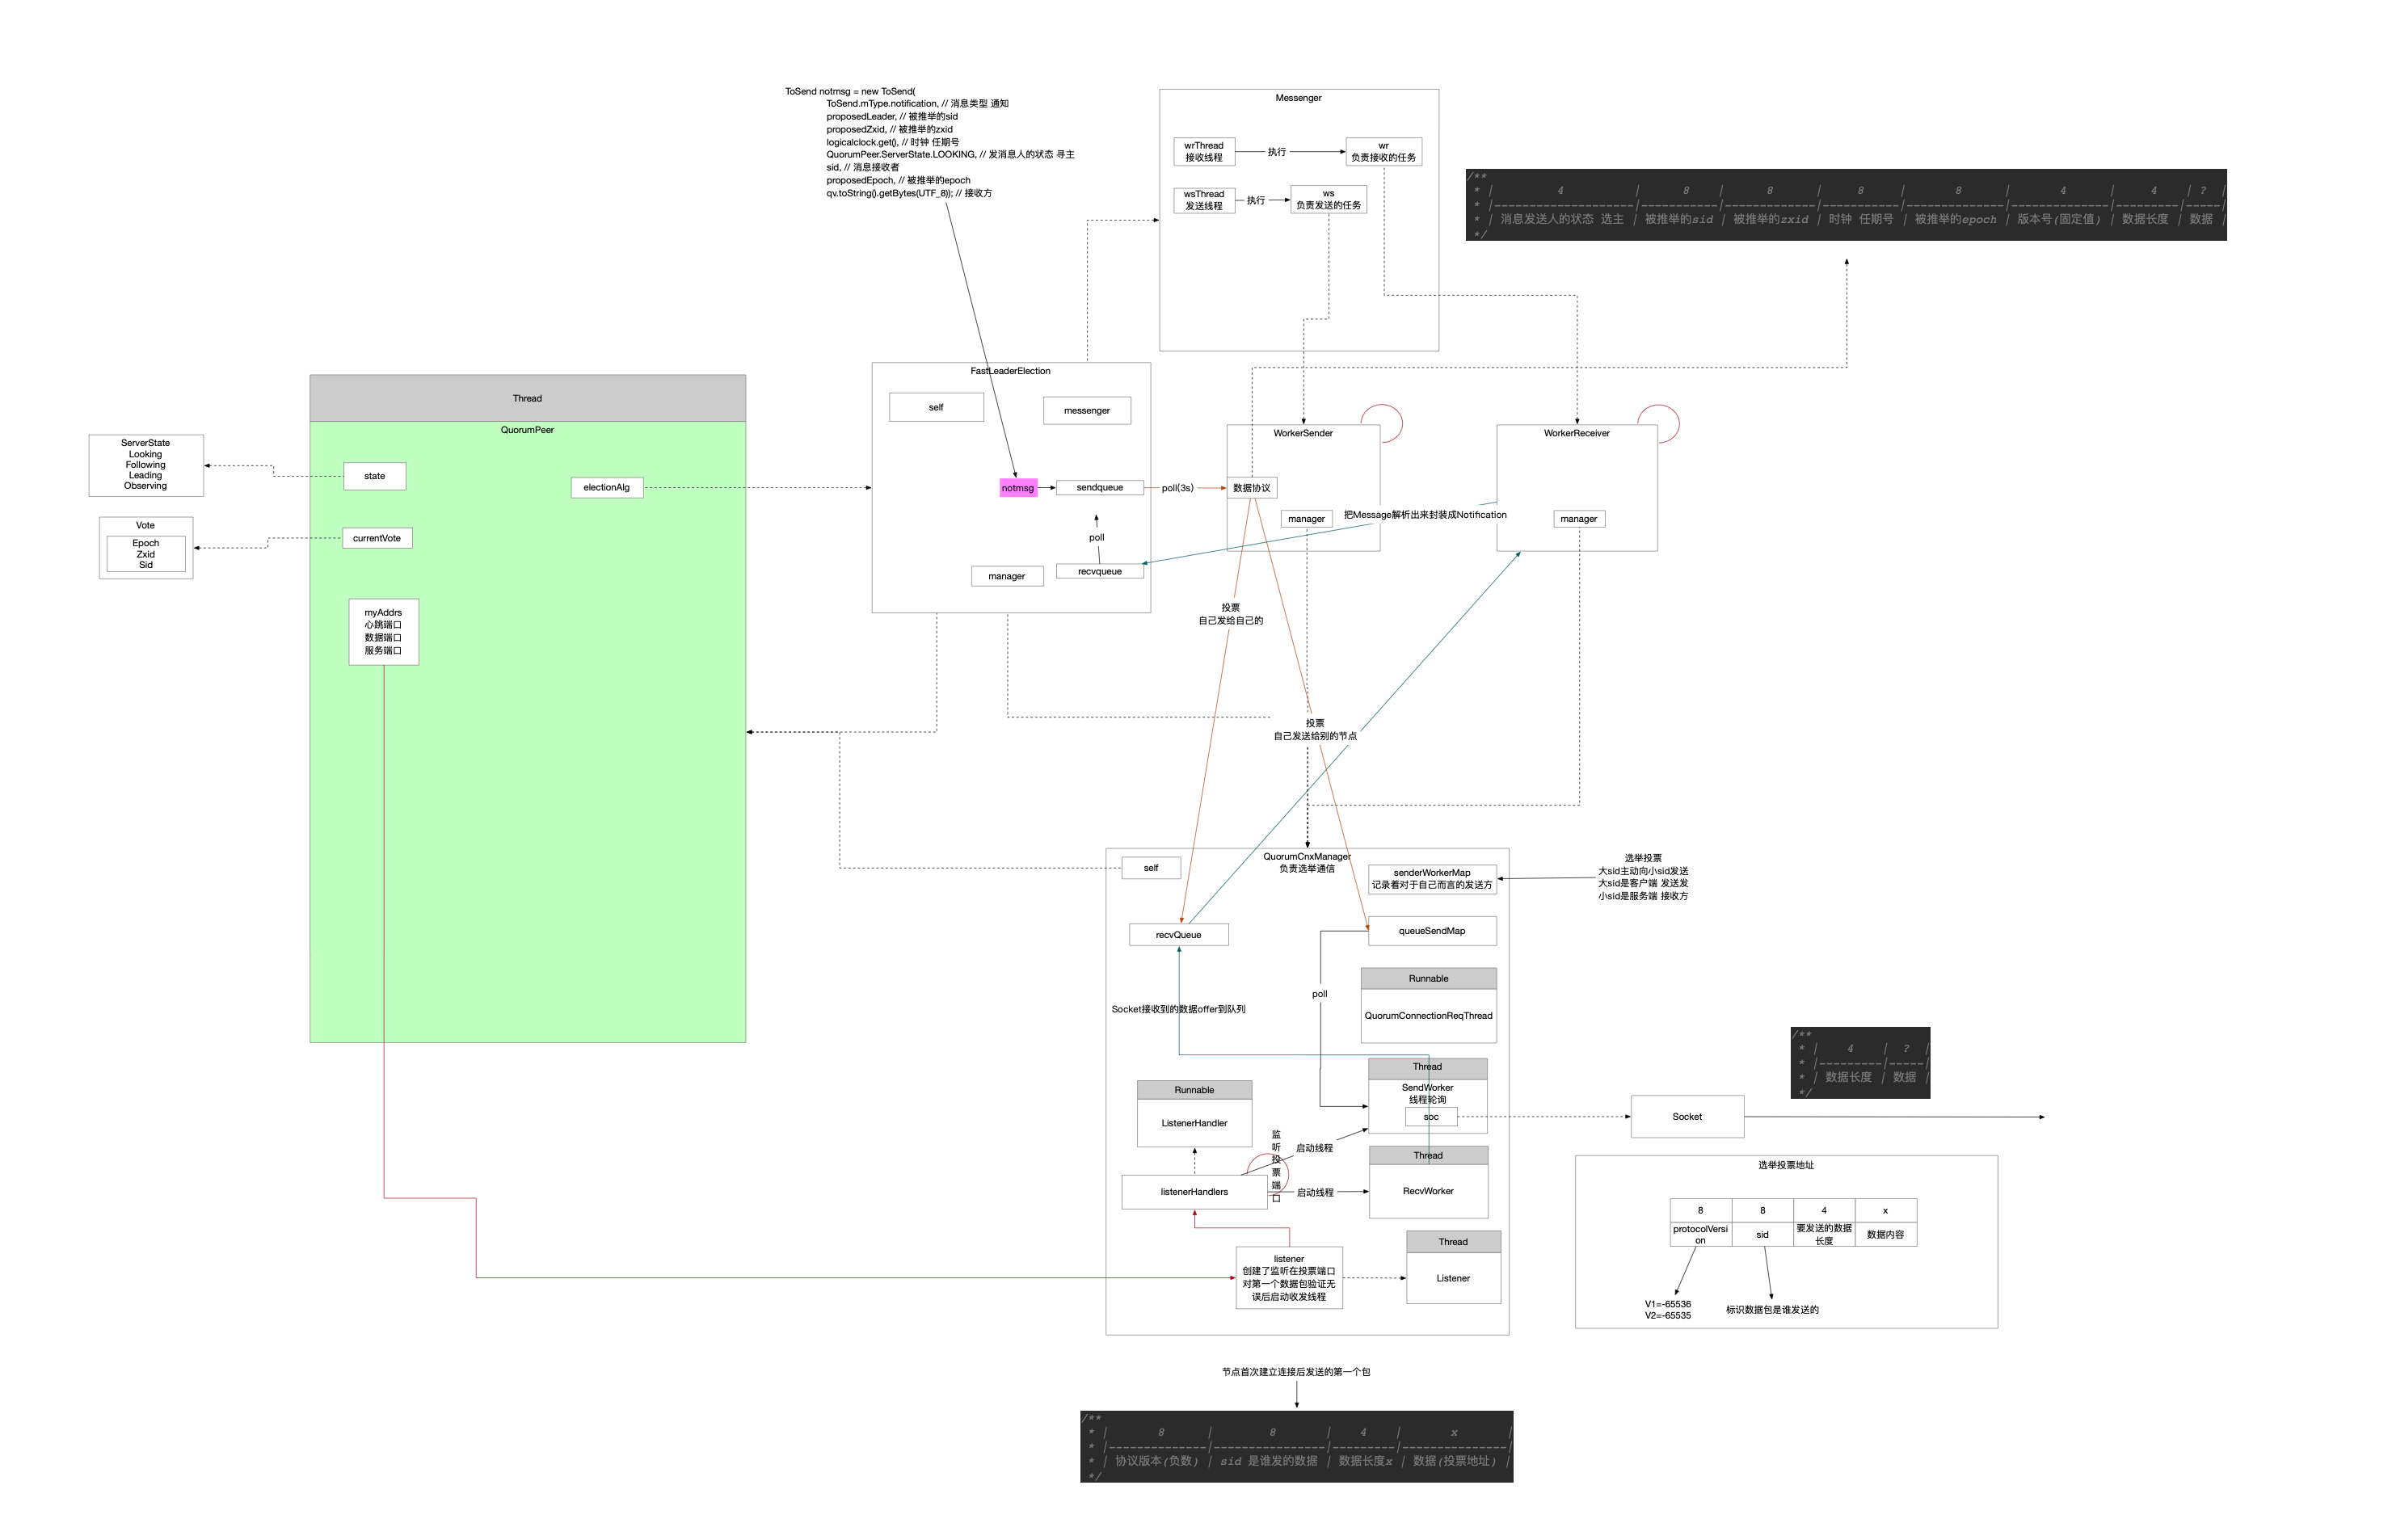 ToSend notmsg = new ToSend(
ToSend.mType.notification, // 消息类型 通知
proposedLeader, // 被推举的sid
proposedZxid, // 被推举的zxid
logicalclock.get(), // 时钟 任期号
QuorumPeer.ServerState.LOOKING, // 发消息人的状态 寻主
sid, // 消息接收者
proposedEpoch, // 被推举的epoch
qv.toString().getBytes(UTF_8)); // 接收方
Messenger
wrThread
接收线程
执行
wr
负责接收的任务
wsThread
发送线程
执行
ws
负责发送的任务
/**
* | 4 | 8 | 8 | 8 | 8 | 4 | 4 | ? |
* |--------------------|-----------|------------|----------|-------------|-------------|---------|-----|
* | 消息发送人的状态 选主 | 被推举的sid | 被推举的zxid | 时钟 任期号 | 被推举的epoch | 版本号(固定值) | 数据长度 | 数据 |
*/
Thread
QuorumPeer
ServerState
Looking
Following
Leading
Observing
state
electionAlg
Vote
Epoch
Zxid
Sid
currentVote
myAddrs
心跳端口
数据端口
服务端口
FastLeaderElection
self
messenger
notmsg
sendqueue
poll(3s)
poll
manager
recvqueue
WorkerSender
数据协议
manager
把Message解析出来封装成Notification
WorkerReceiver
manager
投票
自己发给自己的
投票
自己发送给别的节点
QuorumCnxManager
负责选举通信
self
senderWorkerMap
记录着对于自己而言的发送方
选举投票
大sid主动向小sid发送
大sid是客户端 发送发
小sid是服务端 接收方
recvQueue
queueSendMap
poll
Socket接收到的数据offer到队列
Runnable
QuorumConnectionReqThread
Thread
SendWorker
线程轮询
soc
Runnable
ListenerHandler
监
听
投
票
端
口
启动线程
启动线程
listenerHandlers
Thread
RecvWorker
listener
创建了监听在投票端口
对第一个数据包验证无
误后启动收发线程
Thread
Listener
/**
* | 4 | ? |
* |---------|-----|
* | 数据长度 | 数据 |
*/
Socket
选举投票地址
8 8 4 x
protocolVersi
on
sid
要发送的数据
长度
数据内容
V1=-65536
V2=-65535
标识数据包是谁发送的
节点首次建立连接后发送的第一个包
/**
* | 8 | 8 | 4 | x |
* |--------------|----------------|---------|---------------|
* | 协议版本(负数) | sid 是谁发的数据 | 数据长度x | 数据(投票地址) |
*/